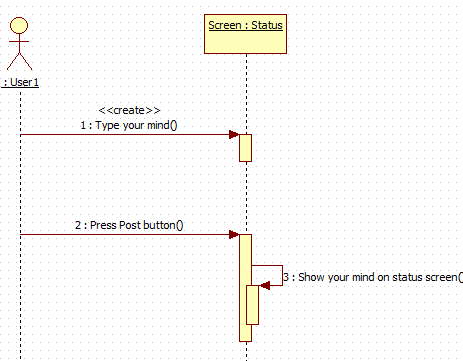 Screen : Status
: User1
<<create>>
1 : Type your mind()
2 : Press Post button()
3 : Show your mind on status screen()